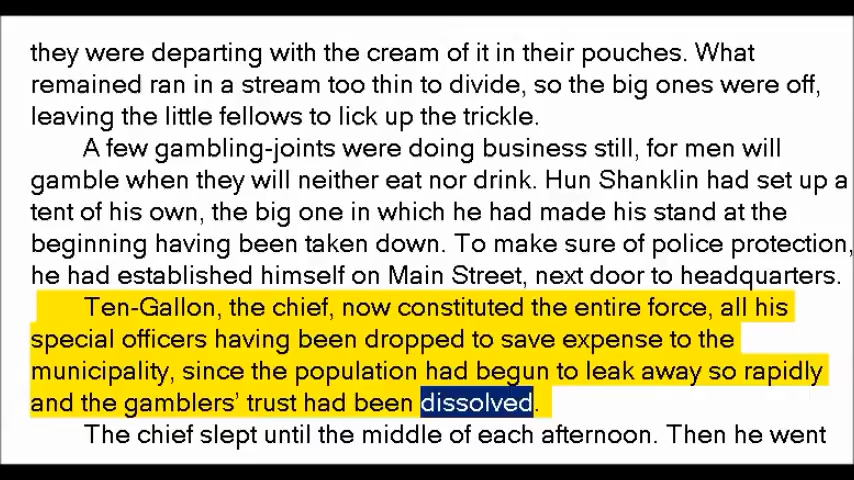 they were departing with the cream of it in their pouches. What
remained ran in a stream too thin to divide, so the big ones were off,
leaving the little fellows to lick up the trickle.
A few gambling-joints were doing business still, for men will
gamble when they will neither eat nor drink. Hun Shanklin had set up a
tent of his own, the big one in which he had made his stand at the
beginning having been taken down. To make sure of police protection,
he had established himself on Main Street, next door to headquarters.
Ten-Gallon, the chief, now constituted the entire force, all his
special officers having been dropped to save expense to the
municipality, since the population had begun to leak away so rapidly
and the gamblers’ trust had been dissolved.
The chief slept until the middle of each afternoon. Then he went